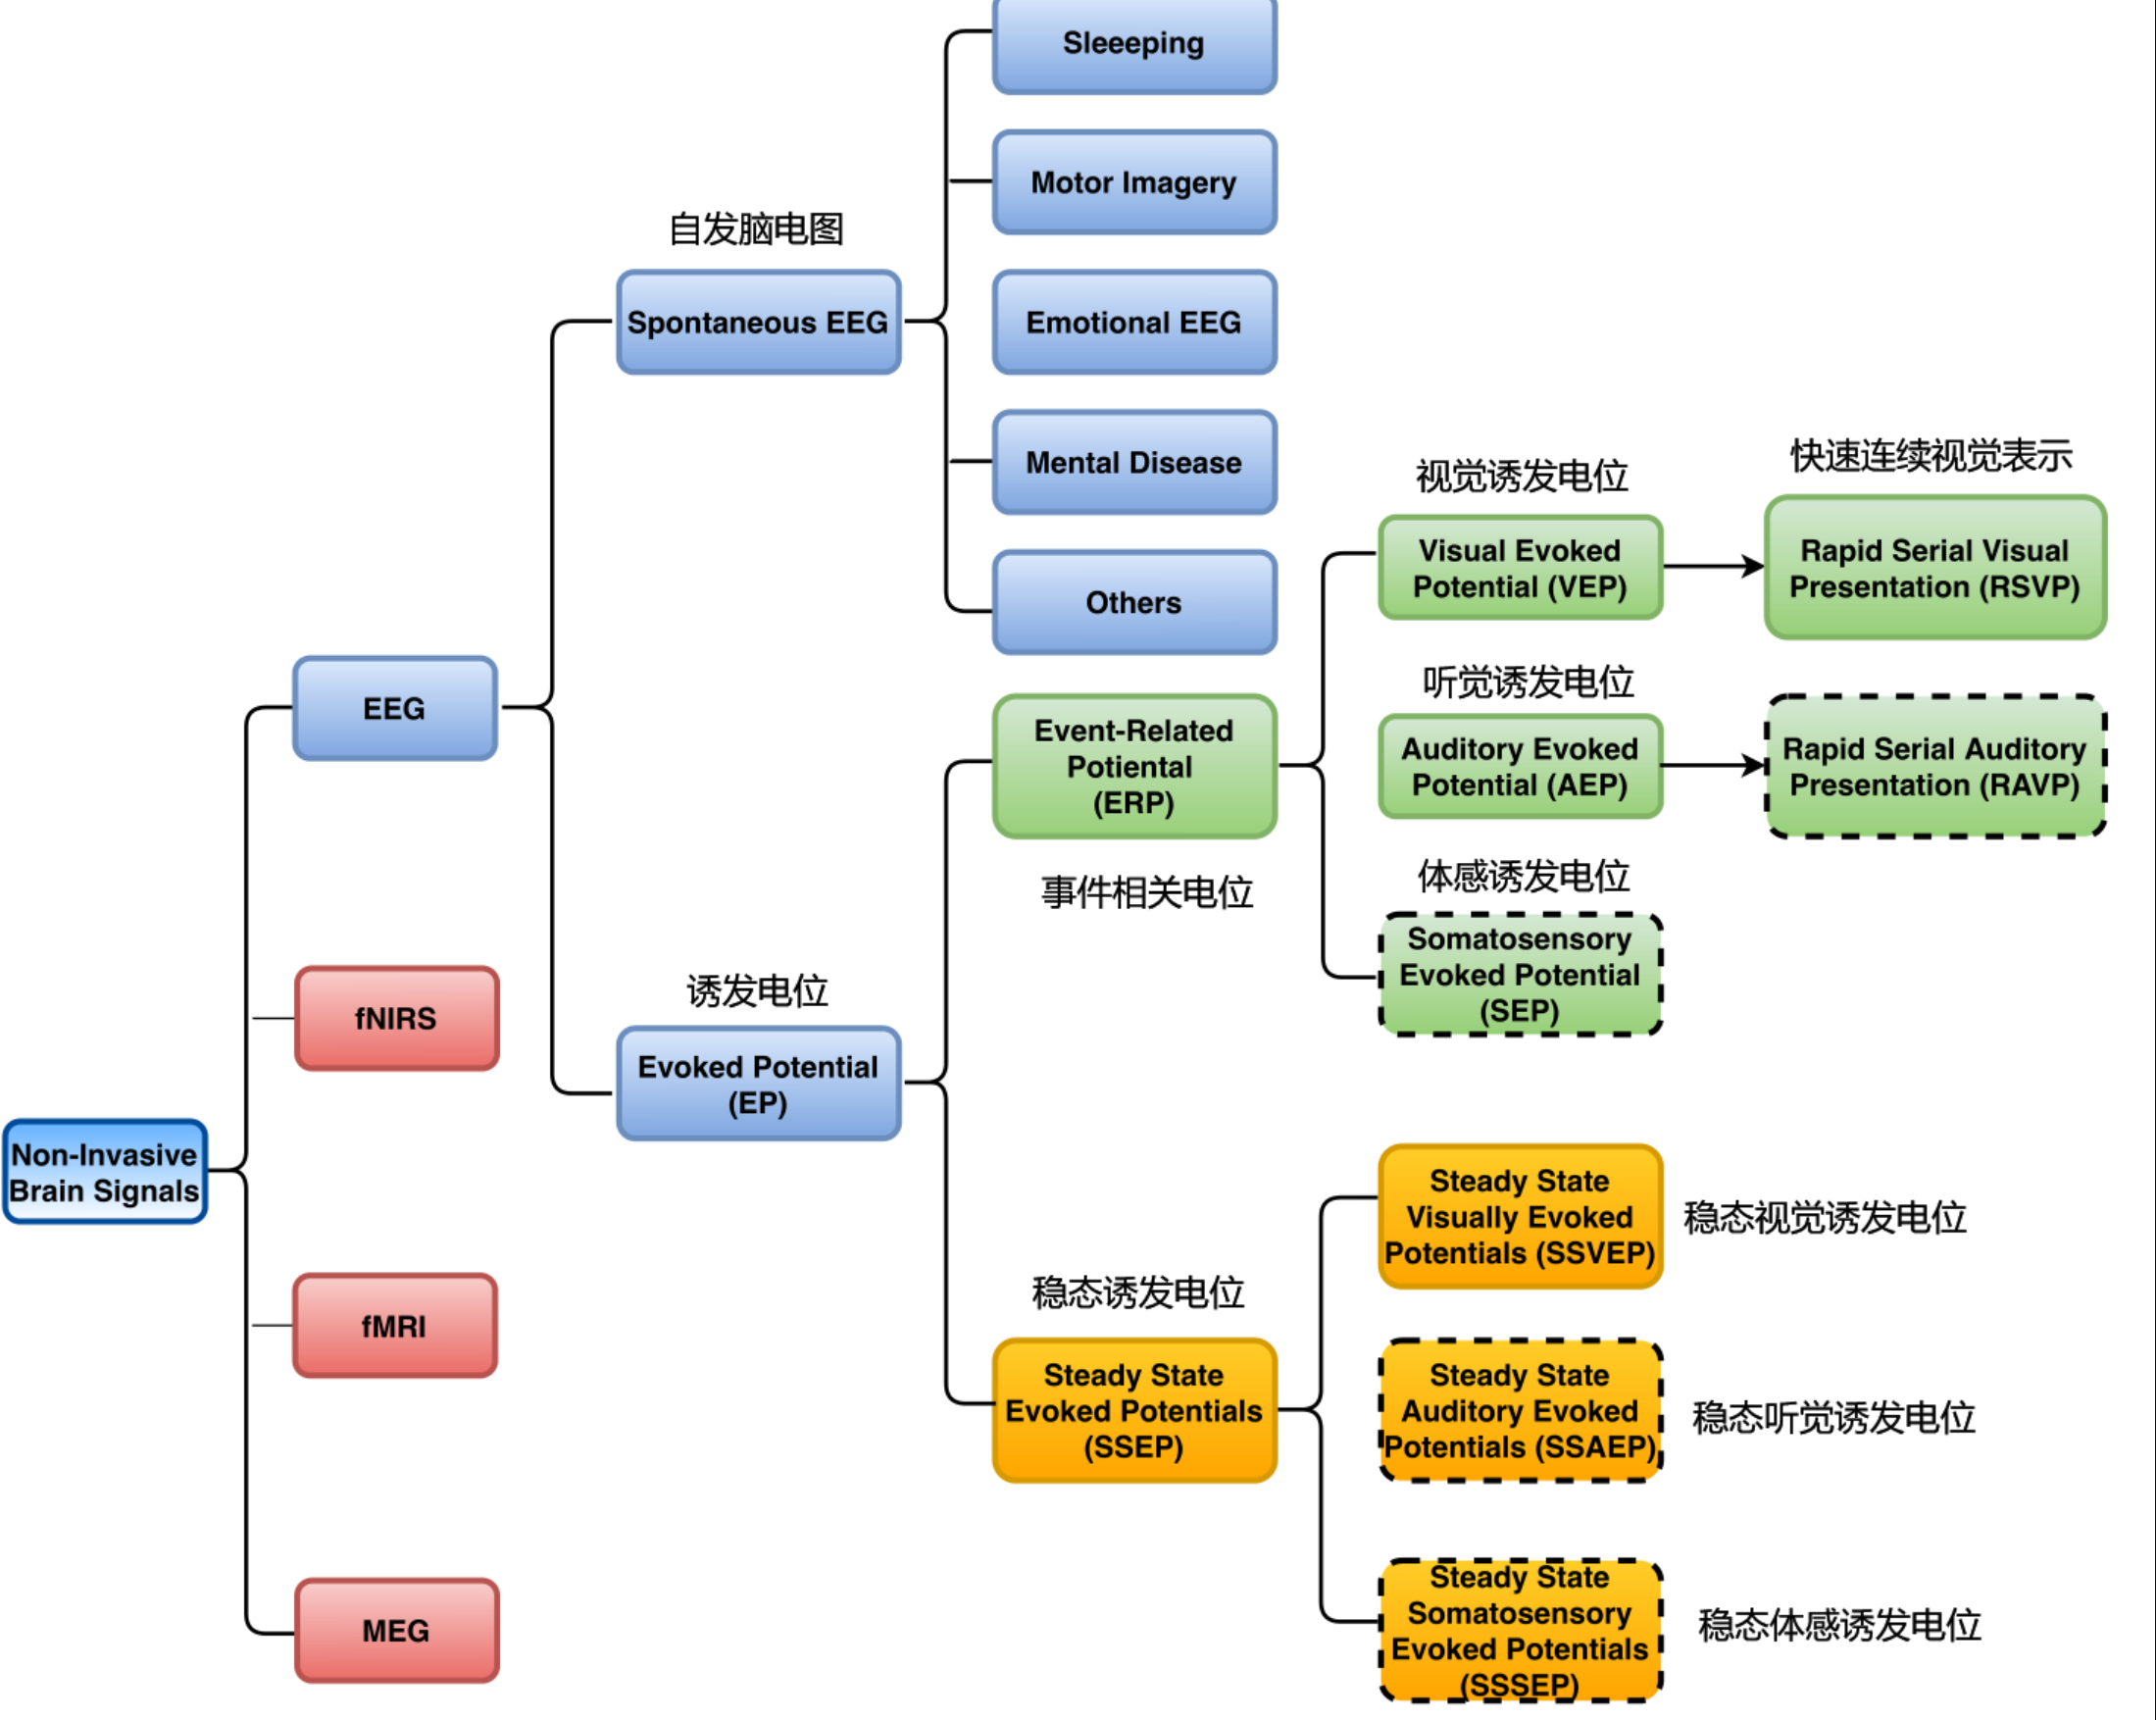 Sleeeping
Motor Imagery
自发脑电图
Spontaneous EEG
Emotional EEG
Mental Disease
Others
EEG
视觉诱发电位
快速连续视觉表示
Visual Evoked
Potential (VEP)
Rapid Serial Visual
Presentation (RSVP)
听觉诱发电位
Event-Related
Potiental
(ERP)
Auditory Evoked
Potential (AEP)
Rapid Serial Auditory
Presentation (RAVP)
事件相关电位
体感诱发电位
Somatosensory
Evoked Potential
(SEP)
fNIRS
诱发电位
Evoked Potential
(EP)
Non-Invasive
Brain Signals
Steady State
Visually Evoked
Potentials (SSVEP)
稳态视觉诱发电位
fMRI
稳态诱发电位
Steady State
Evoked Potentials
(SSEP)
Steady State
Auditory Evoked
Potentials (SSAEP)
稳态听觉诱发电位
MEG
Steady State
Somatosensory
Evoked Potentials
(SSSEP)
稳态体感诱发电位